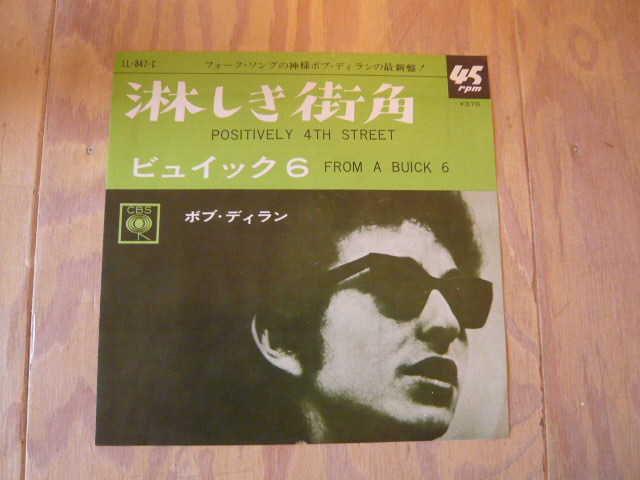 LL-847-C
フォーク・ソングの神様ボブ・ディランの最新盤!
45
rpm
¥370
淋しき街角
POSITIVELY 4TH STREET
ビュイック6 FROM A BUICK 6
CBS
ボブ・ディラン